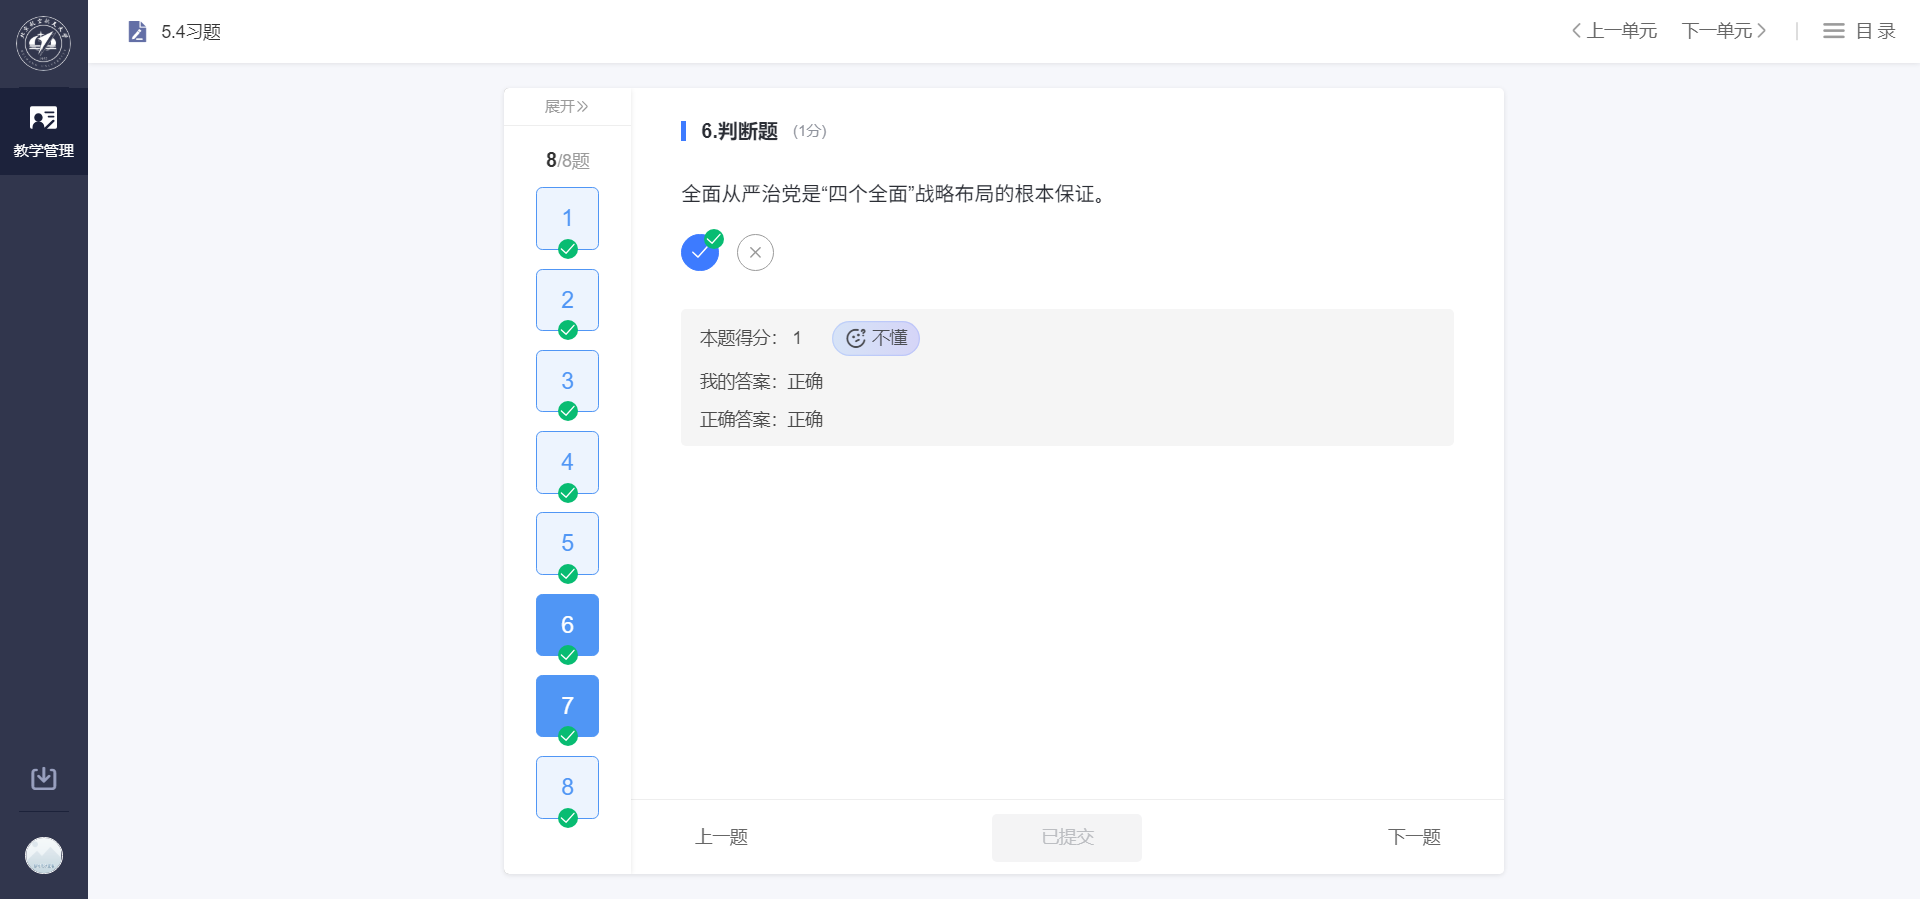 5.4习题
上一单元
下一单元
目录
教学管理
展开
8/8题
1
2
3
4
5
6
7
8
6.判断题 (1分)
全面从严治党是“四个全面”战略布局的根本保证。
本题得分： 1 不懂
我的答案：正确
正确答案：正确
上一题
已提交
下一题